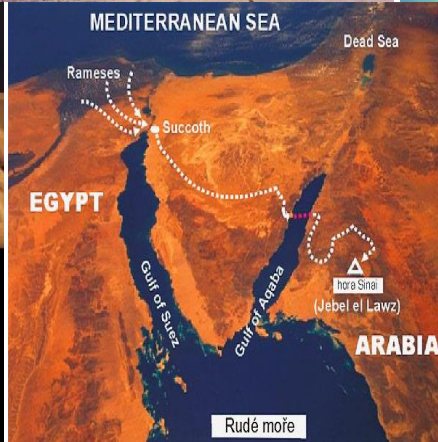 MEDITERRANEAN SEA
Dead Sea
Rameses
Succoth
EGYPT
Gulf of Suez
Gulf of Aqaba
hora Sinai
(Jebel el Lawz)
ARABIA
Rudé moře